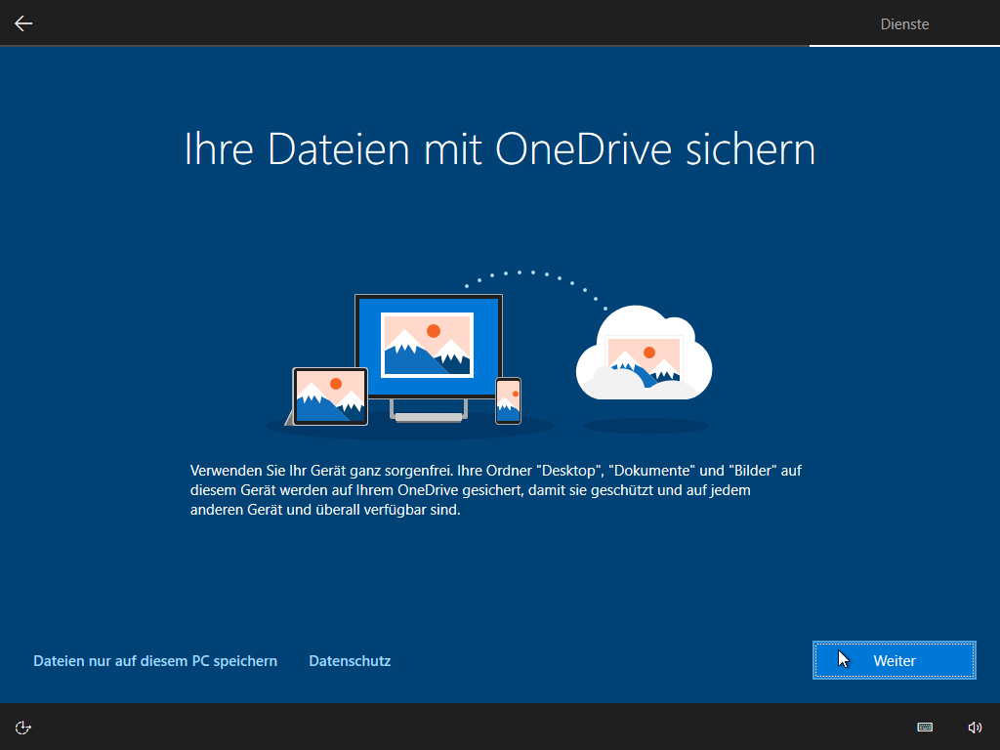 Dienste
Ihre Dateien mit OneDrive sichern
Verwenden Sie Ihr Gerät ganz sorgenfrei. Ihre Ordner "Desktop", "Dokumente" und "Bilder" auf
diesem Gerät werden auf Ihrem OneDrive gesichert, damit sie geschützt und auf jedem
anderen Gerät und überall verfügbar sind.
Dateien nur auf diesem PC speichern
Datenschutz
Weiter